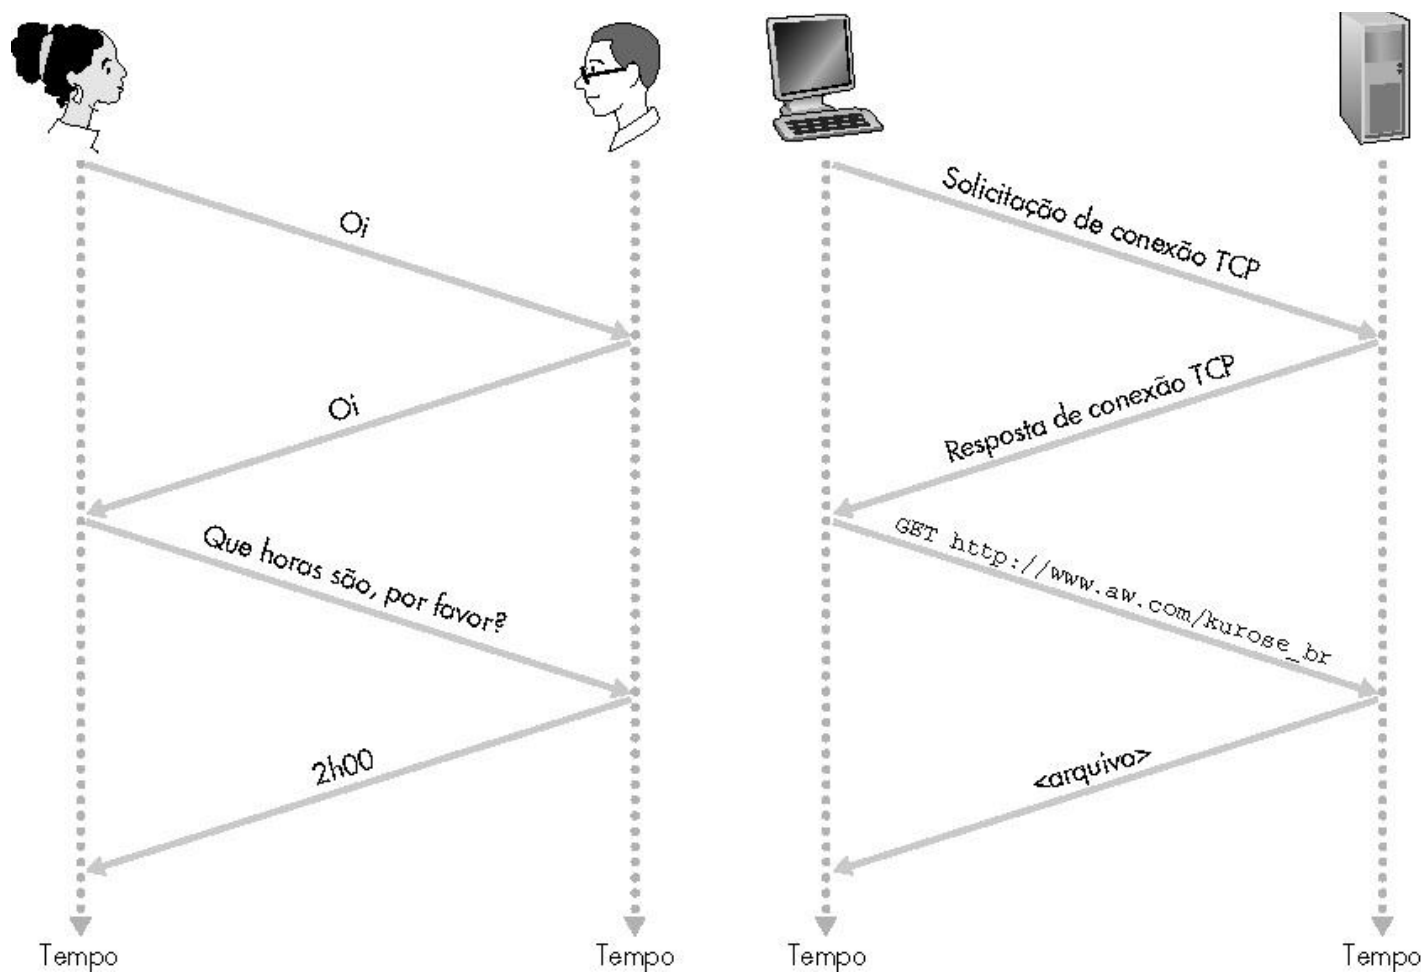 Oi
Oi
Que horas são, por favor?
2h00
Tempo
Tempo
Solicitação de conexão TCP
Resposta de conexão TCP
GET http://www.aw.com/kurose_br
<arquivo>
Tempo
Tempo